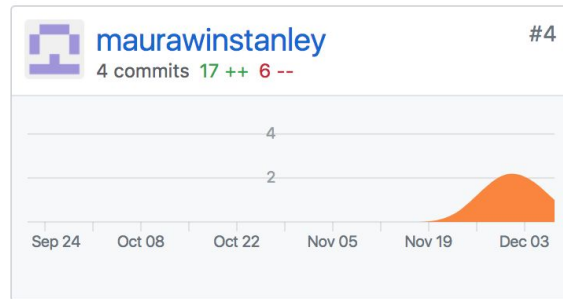 maurawinstanley #4
4 commits 17 ++ 6 --
4
2
Sep 24 Oct 08 Oct 22 Nov 05 Nov 19 Dec 03